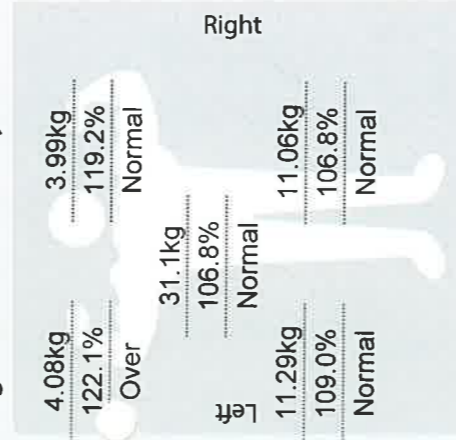 Right
4.08kg
122.1%
Over
3.99kg
119.2%
Normal
31.1kg
106.8%
Normal
Left
11.29kg
109.0%
Normal
11.06kg
106.8%
Normal